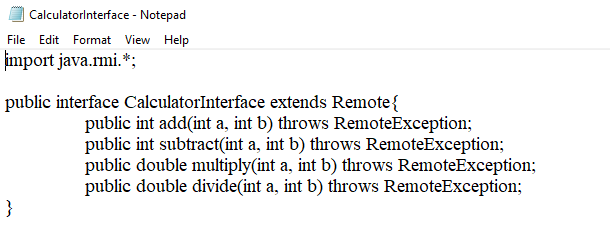 CalculatorInterface - Notepad
File Edit Format View Help
import java.rmi.*;
public interface CalculatorInterface extends Remote{
public int add(int a, int b) throws RemoteException;
public int subtract(int a, int b) throws RemoteException;
public double multiply(int a, int b) throws RemoteException;
public double divide(int a, int b) throws RemoteException;
}